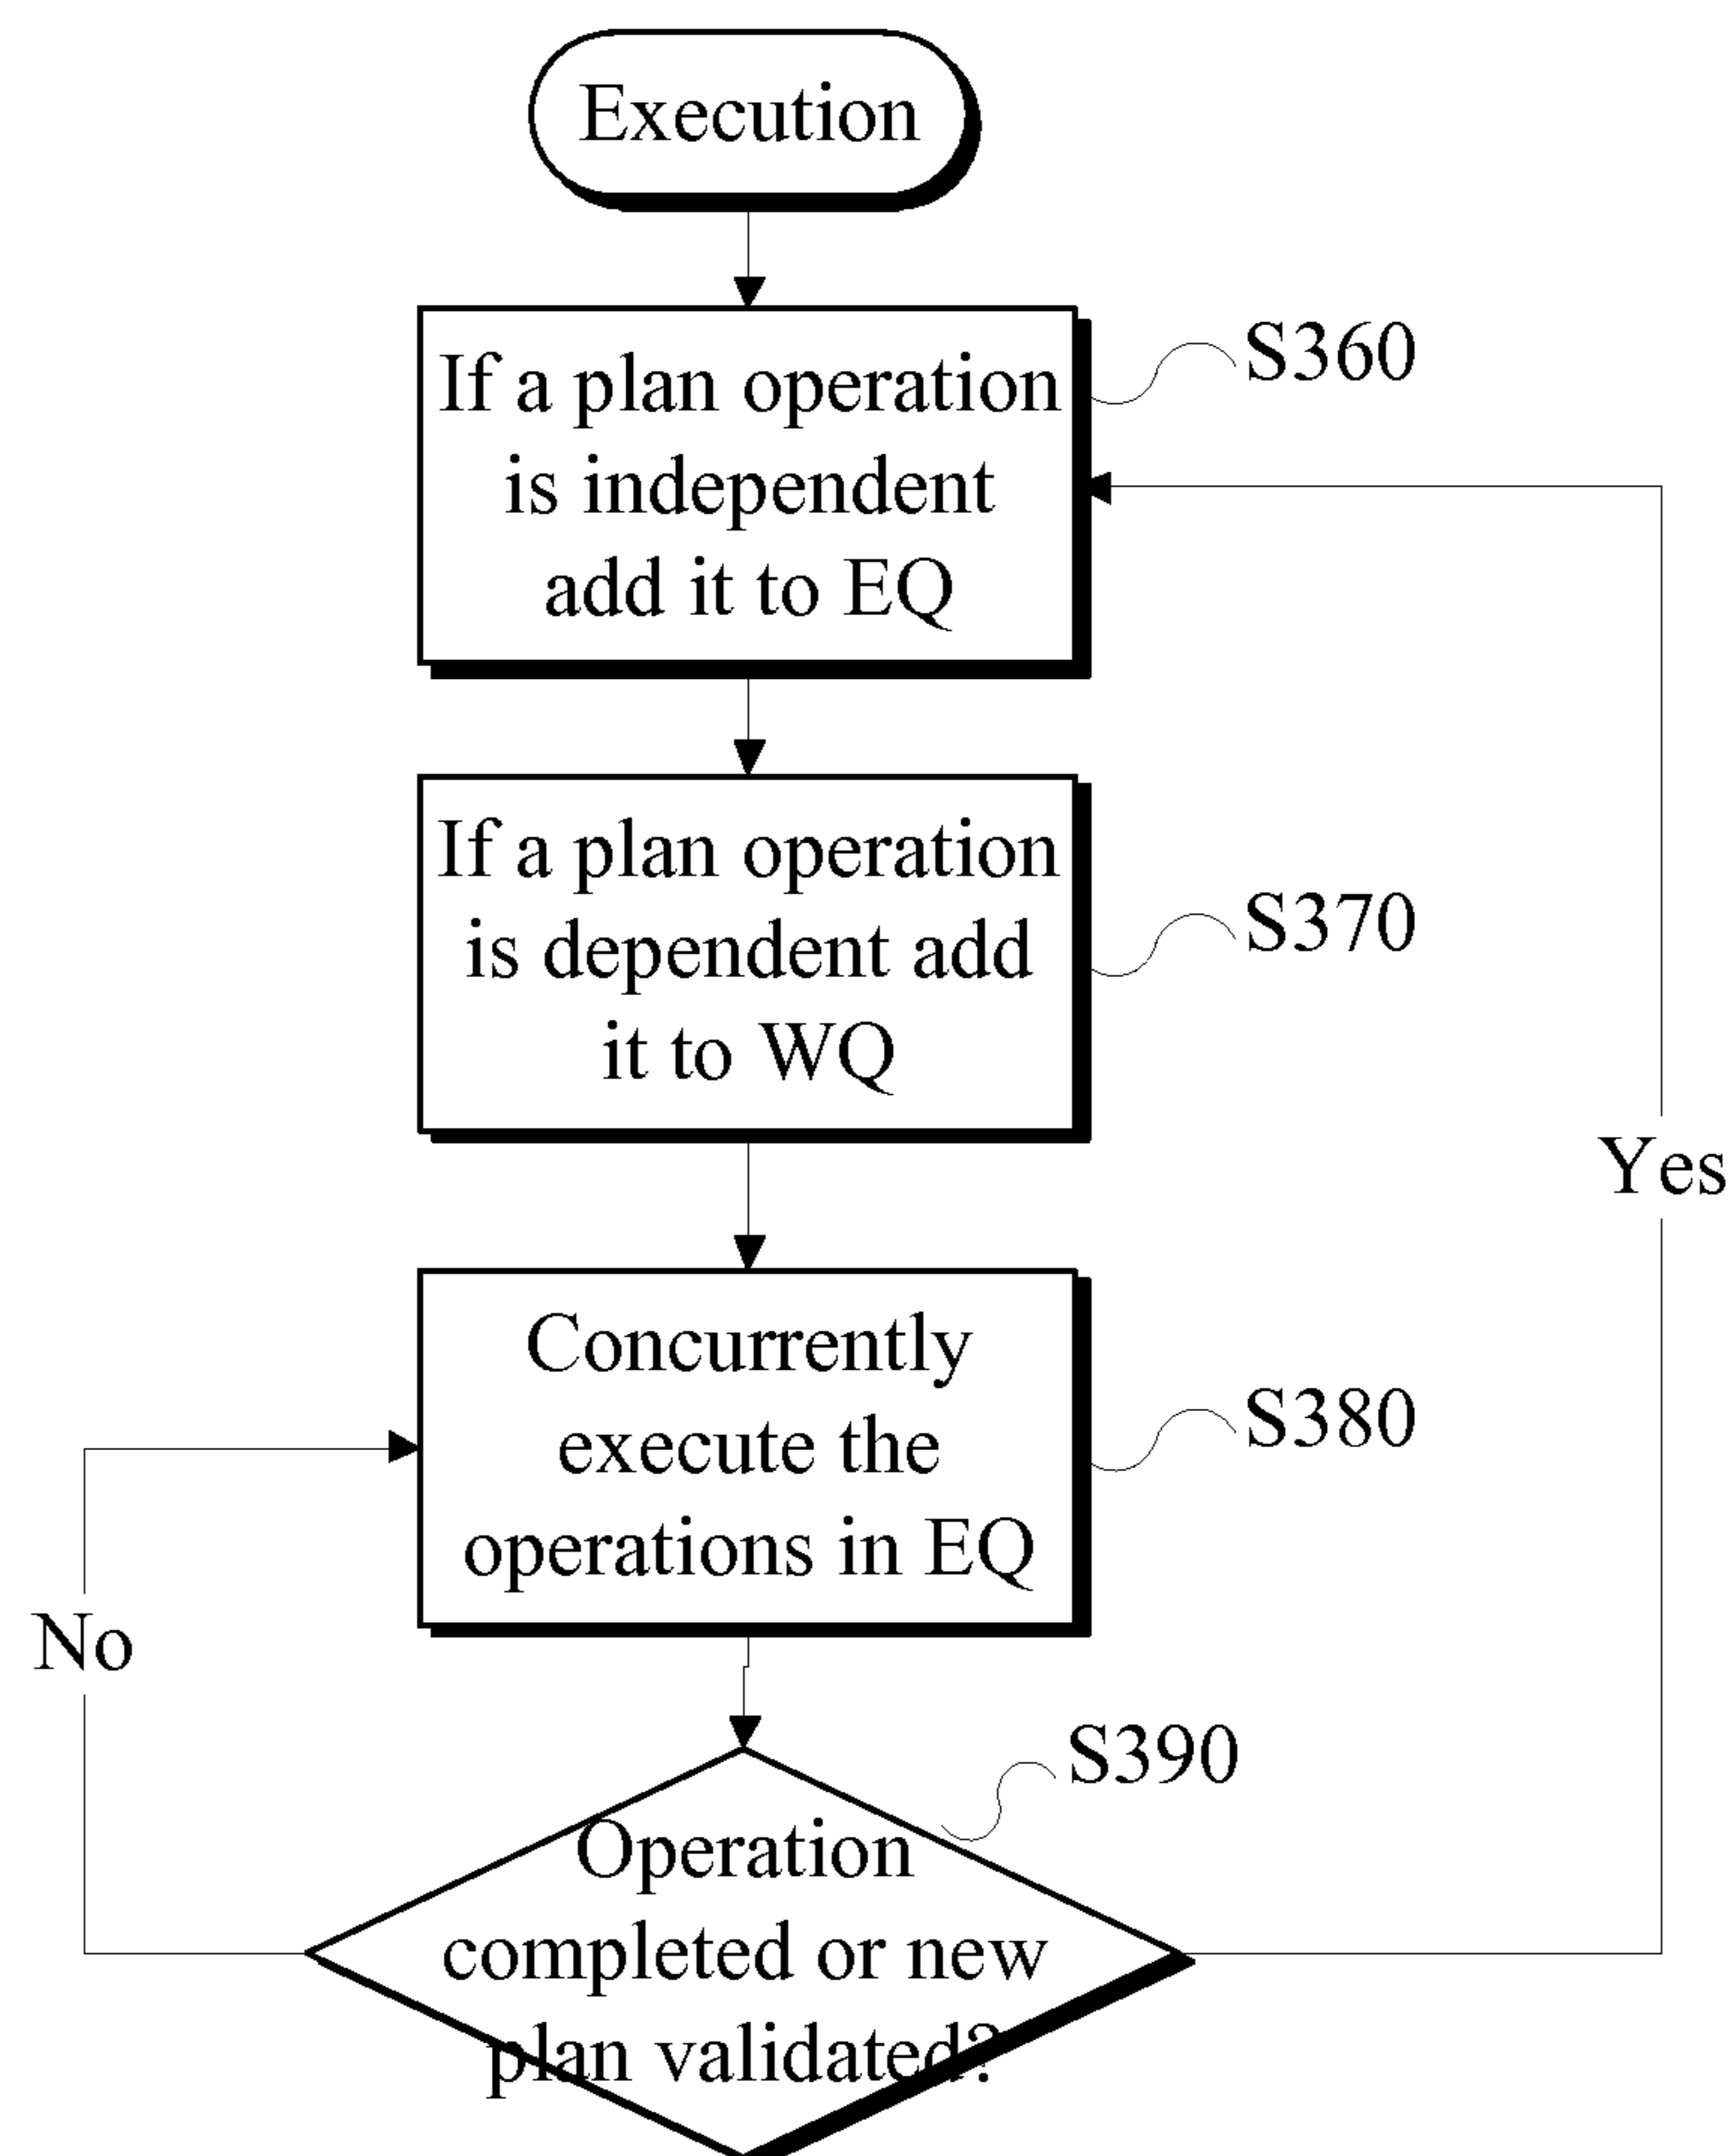 Execution
If a plan operation
is independent
add it to EQ
S360
If a plan operation
is dependent add
it to WQ
S370
Yes
Concurrently
execute the
operations in EQ
S380
No
S390
Operation
completed or new
plan validated?